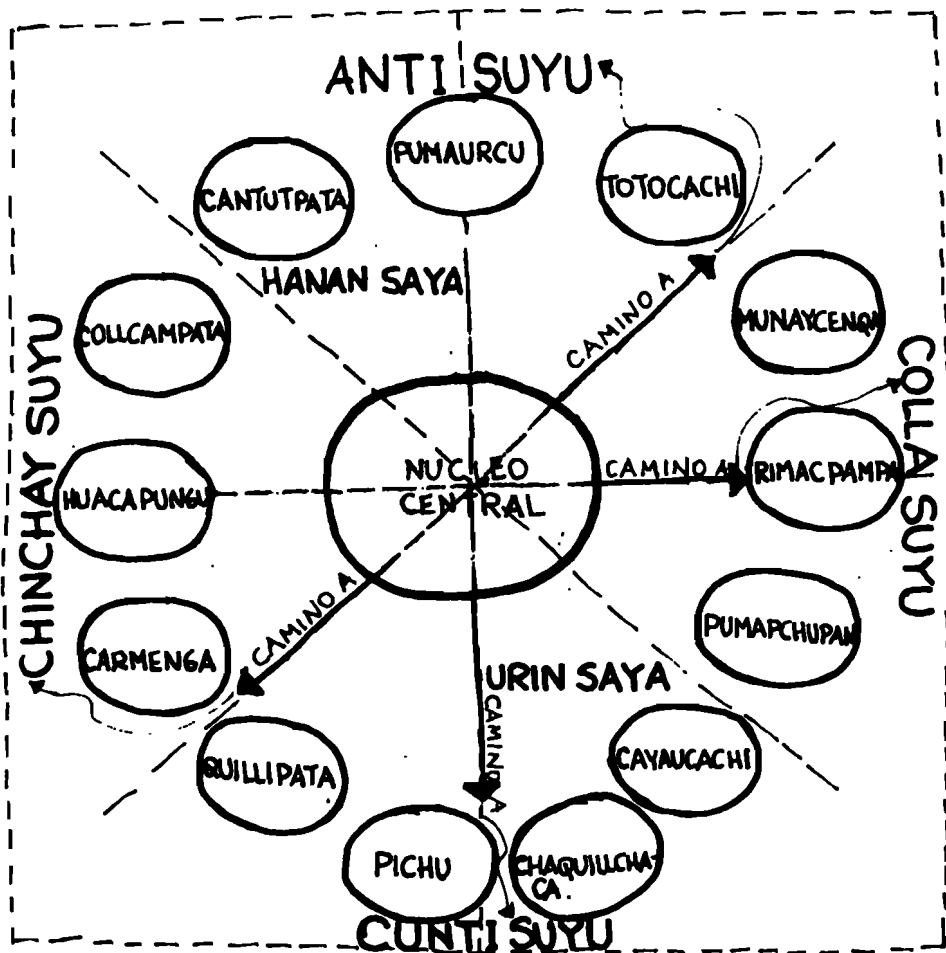 ANTI SUYU
PUMAURCU
CANTUTPATA
TOTOCACHI
HANAN SAYA
COLLCAMPATA
CAMINO A
MUNAYCENQA
CHINCHAY SUYU
COLLA SUYU
NUCLEO
CENTRAL
CAMINO A
RIMACPAMPA
HUACAPUNGU
CAMINO A
CARMENGA
PUMAPCHUPAN
URIN SAYA
CAMINO A
QUILLIPATA
CAYAUCACHI
PICHU
CHAQUILLCHA-
CA.
CUNTI SUYU